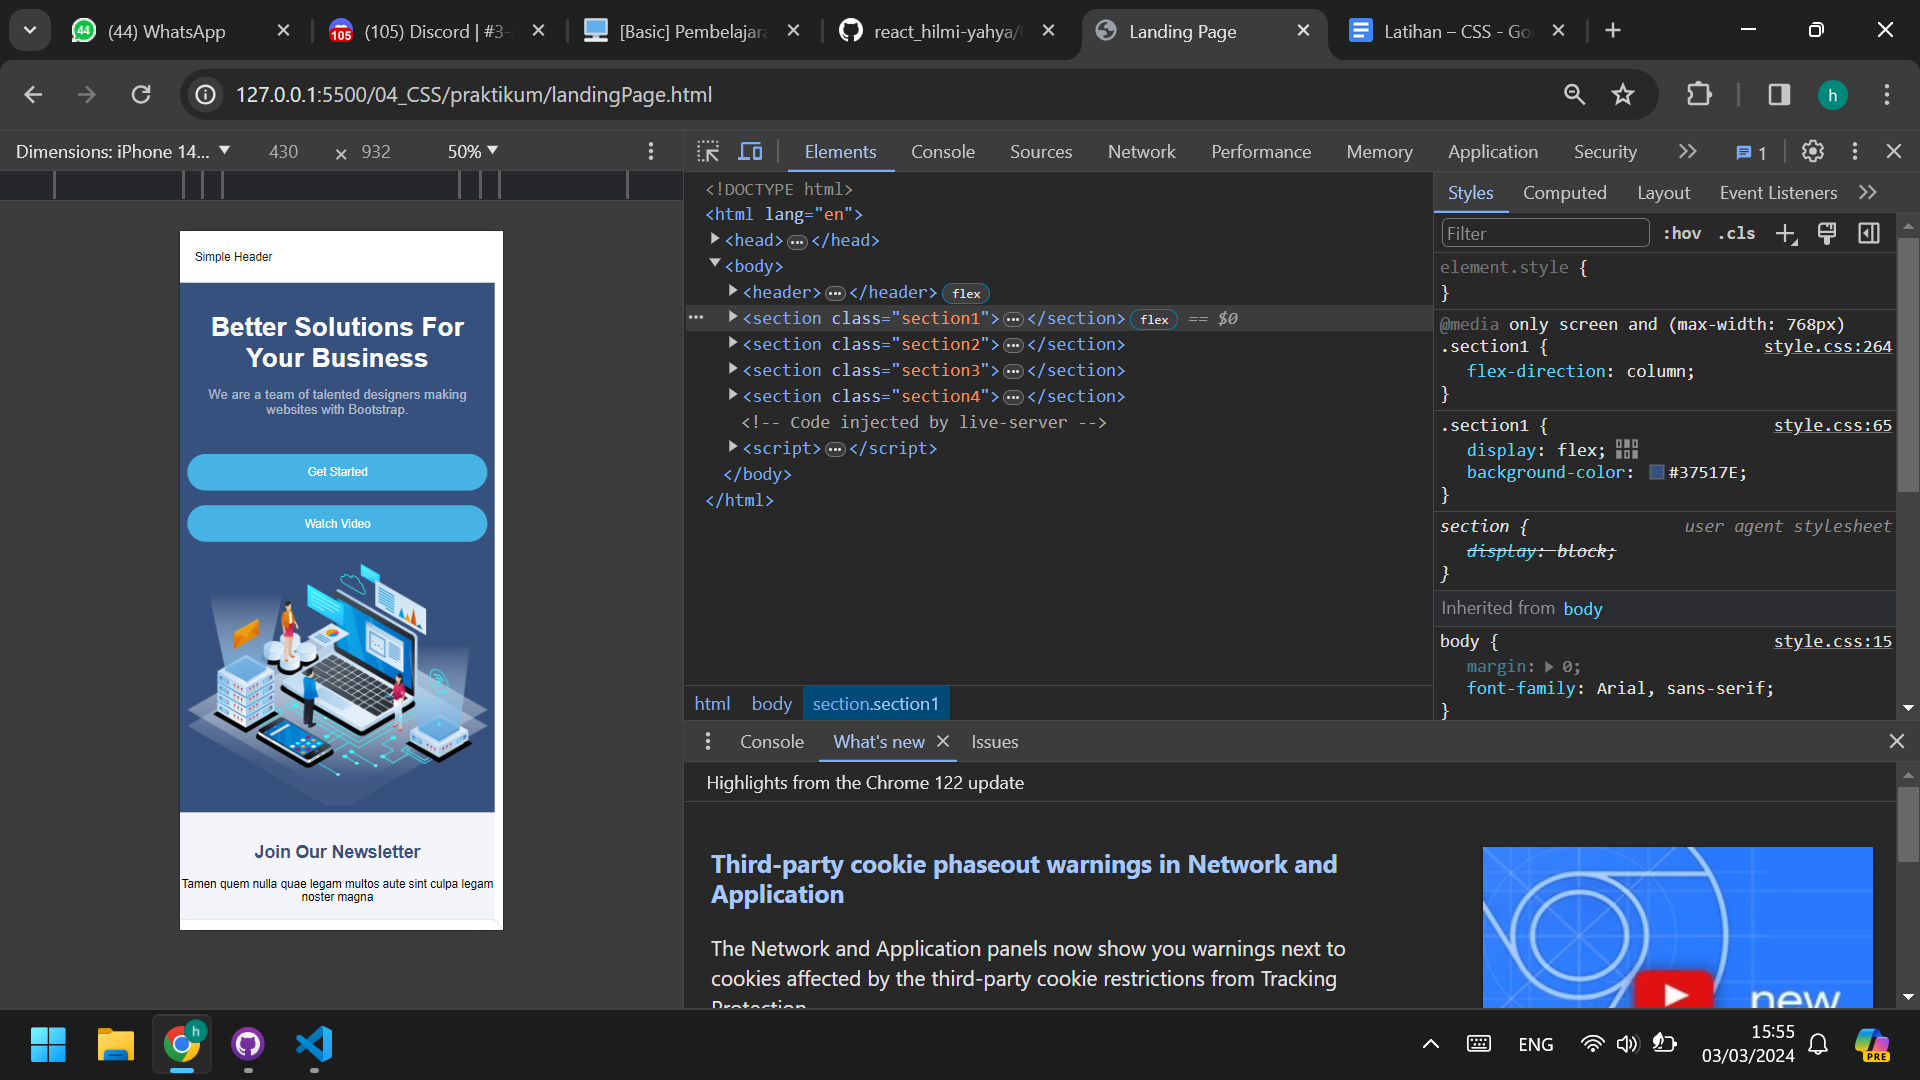 44
(44) WhatsApp
105
(105) Discord | #3-
[Basic] Pembelajara
react_hilmi-yahya/
Landing Page
Latihan – CSS - Go
127.0.0.1:5500/04_CSS/praktikum/landingPage.html
h
Dimensions: iPhone 14... ▼ 430 × 932 50% ▼
Elements Console Sources Network Performance Memory Application Security 1
Simple Header
Better Solutions For
Your Business
We are a team of talented designers making
websites with Bootstrap.
Get Started
Watch Video
Join Our Newsletter
Tamen quem nulla quae legam multos aute sint culpa legam
noster magna
<!DOCTYPE html>
<html lang="en">
<head>…</head>
<body>
<header>…</header> flex
… <section class="section1">…</section> flex == $0
<section class="section2">…</section>
<section class="section3">…</section>
<section class="section4">…</section>
<!-- Code injected by live-server -->
<script>…</script>
</body>
</html>
html body section.section1
Styles Computed Layout Event Listeners
Filter :hov .cls
element.style {
}
@media only screen and (max-width: 768px)
.section1 { style.css:264
flex-direction: column;
}
.section1 { style.css:65
display: flex;
background-color: #37517E;
}
section { user agent stylesheet
display: block;
}
Inherited from body
body { style.css:15
margin: 0;
font-family: Arial, sans-serif;
}
Console What's new Issues
Highlights from the Chrome 122 update
Third-party cookie phaseout warnings in Network and
Application
The Network and Application panels now show you warnings next to
cookies affected by the third-party cookie restrictions from Tracking
Protection
new
h
ENG
15:55
03/03/2024
PRE